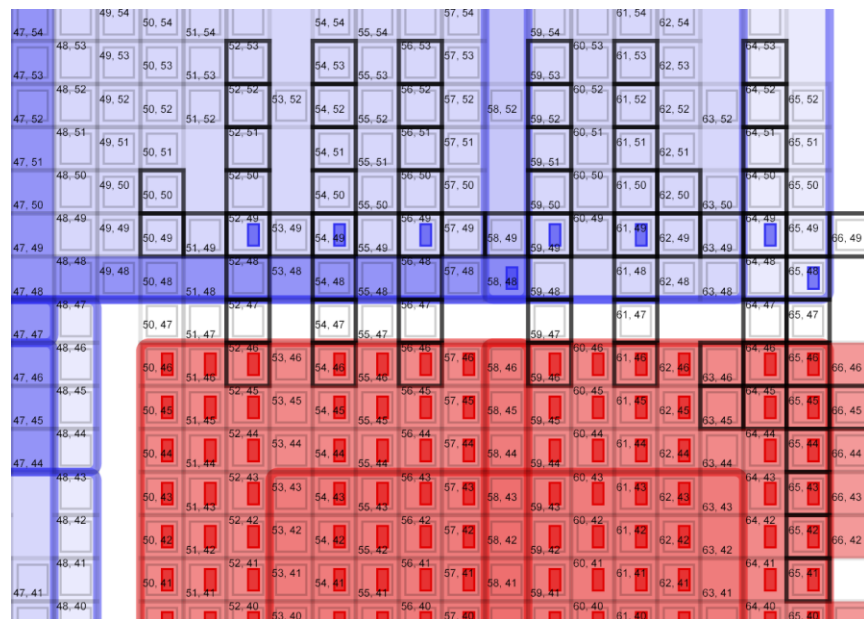 47, 54 49, 54 50, 54 51, 54 54, 54 55, 54 57, 54 59, 54 61, 54 62, 54
47, 53 48, 53 49, 53 50, 53 51, 53 52, 53 54, 53 55, 53 56, 53 57, 53 59, 53 60, 53 61, 53 62, 53 64, 53
47, 52 48, 52 49, 52 50, 52 51, 52 52, 52 53, 52 54, 52 55, 52 56, 52 57, 52 58, 52 59, 52 60, 52 61, 52 62, 52 63, 52 64, 52 65, 52
47, 51 48, 51 49, 51 50, 51 52, 51 54, 51 55, 51 56, 51 57, 51 59, 51 60, 51 61, 51 62, 51 64, 51 65, 51
47, 50 48, 50 49, 50 50, 50 52, 50 54, 50 55, 50 56, 50 57, 50 59, 50 60, 50 61, 50 62, 50 63, 50 64, 50 65, 50
47, 49 48, 49 49, 49 50, 49 51, 49 52, 49 53, 49 54, 49 55, 49 56, 49 57, 49 58, 49 59, 49 60, 49 61, 49 62, 49 63, 49 64, 49 65, 49 66, 49
47, 48 48, 48 49, 48 50, 48 51, 48 52, 48 53, 48 54, 48 55, 48 56, 48 57, 48 58, 48 59, 48 61, 48 62, 48 63, 48 64, 48 65, 48
47, 47 48, 47 50, 47 51, 47 52, 47 54, 47 55, 47 56, 47 59, 47 61, 47 64, 47 65, 47
47, 46 48, 46 50, 46 51, 46 52, 46 53, 46 54, 46 55, 46 56, 46 57, 46 58, 46 59, 46 60, 46 61, 46 62, 46 63, 46 64, 46 65, 46 66, 46
47, 45 48, 45 50, 45 51, 45 52, 45 53, 45 54, 45 55, 45 56, 45 57, 45 58, 45 59, 45 60, 45 61, 45 62, 45 63, 45 64, 45 65, 45 66, 45
47, 44 48, 44 50, 44 51, 44 52, 44 53, 44 54, 44 55, 44 56, 44 57, 44 58, 44 59, 44 60, 44 61, 44 62, 44 63, 44 64, 44 65, 44 66, 44
48, 43 50, 43 51, 43 52, 43 53, 43 54, 43 55, 43 56, 43 57, 43 58, 43 59, 43 60, 43 61, 43 62, 43 63, 43 64, 43 65, 43 66, 43
48, 42 50, 42 51, 42 52, 42 53, 42 54, 42 55, 42 56, 42 57, 42 58, 42 59, 42 60, 42 61, 42 62, 42 63, 42 64, 42 65, 42 66, 42
47, 41 48, 41 50, 41 51, 41 52, 41 53, 41 54, 41 55, 41 56, 41 57, 41 58, 41 59, 41 60, 41 61, 41 62, 41 63, 41 64, 41 65, 41
48, 40 52, 40 53, 40 56, 40 57, 40 60, 40 61, 40 64, 40